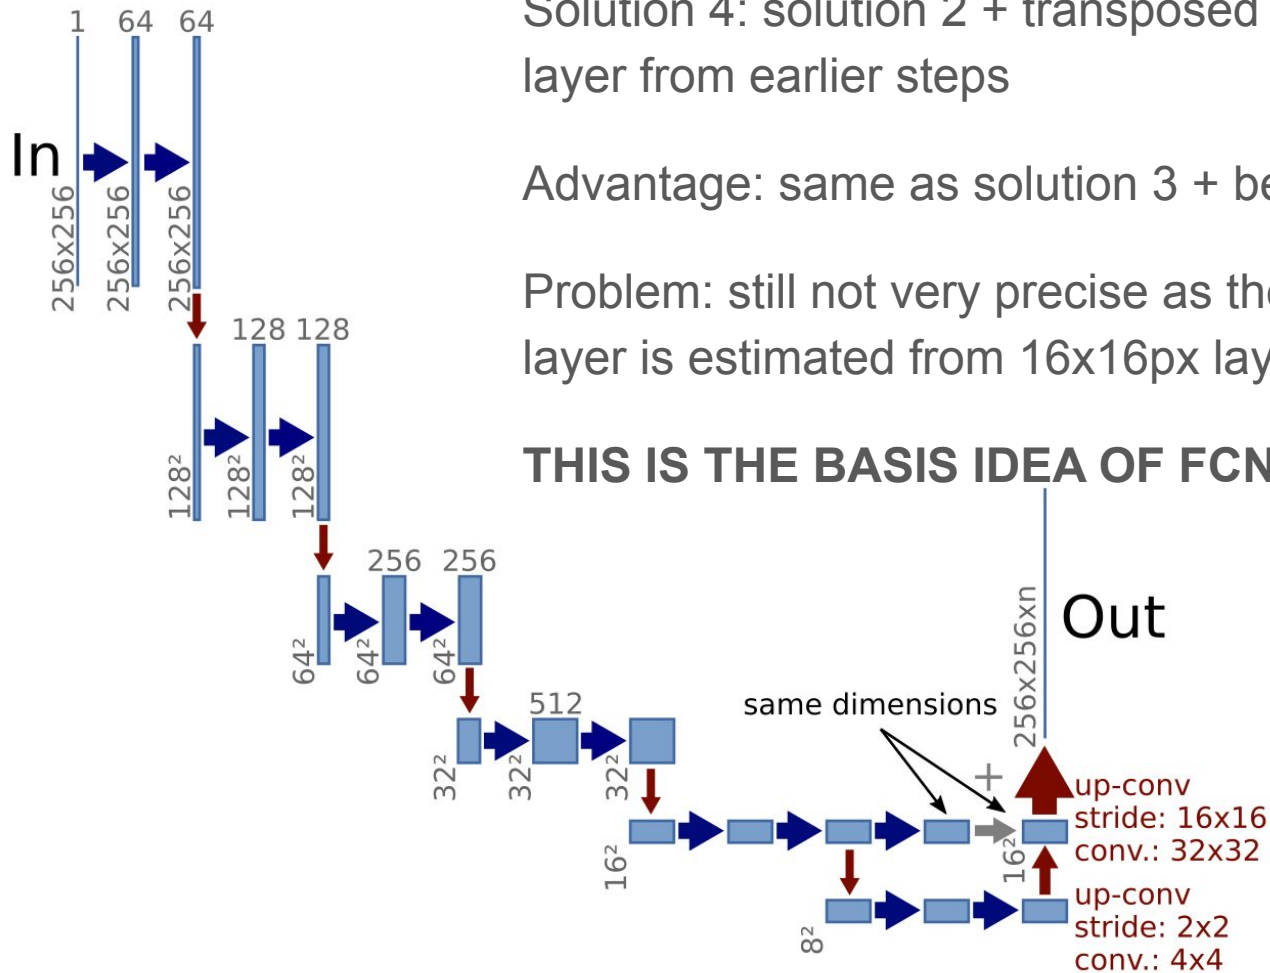 Solution 4: solution 2 + transposed
layer from earlier steps
Advantage: same as solution 3 + be
Problem: still not very precise as the
layer is estimated from 16x16px lay
THIS IS THE BASIS IDEA OF FCN
1 64 64
In
256x256
256x256
256x256
128 128
128²
128²
128²
256 256
64²
64²
64²
512
32²
32²
32²
same dimensions
256x256xn
Out
+
16²
16²
up-conv
stride: 16x16
conv.: 32x32
8²
up-conv
stride: 2x2
conv.: 4x4